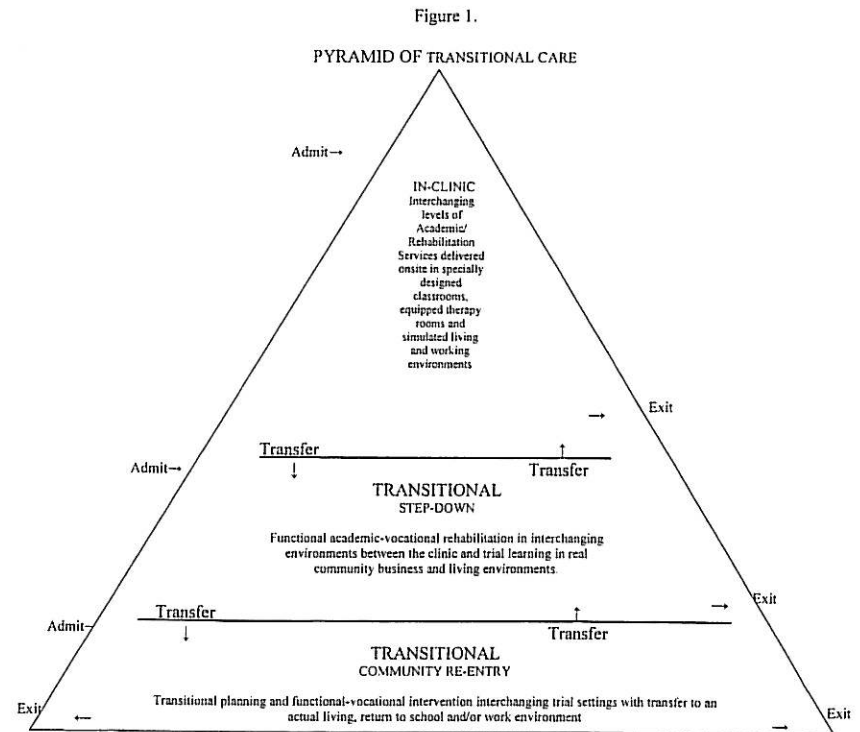 Figure 1.
PYRAMID OF TRANSITIONAL CARE
Admit→
IN-CLINIC
Interchanging
levels of
Academic/
Rehabilitation
Services delivered
onsite in specially
designed
classrooms,
equipped therapy
rooms and
simulated living
and working
environments
→ Exit
Transfer ↑
Admit→ ↓ Transfer
TRANSITIONAL
STEP-DOWN
Functional academic-vocational rehabilitation in interchanging
environments between the clinic and trial learning in real
community business and living environments.
Transfer ↑ → Exit
Admit– ↓ Transfer
TRANSITIONAL
COMMUNITY RE-ENTRY
Transitional planning and functional-vocational intervention interchanging trial settings with transfer to an
Exit ← actual living, return to school and/or work environment → Exit